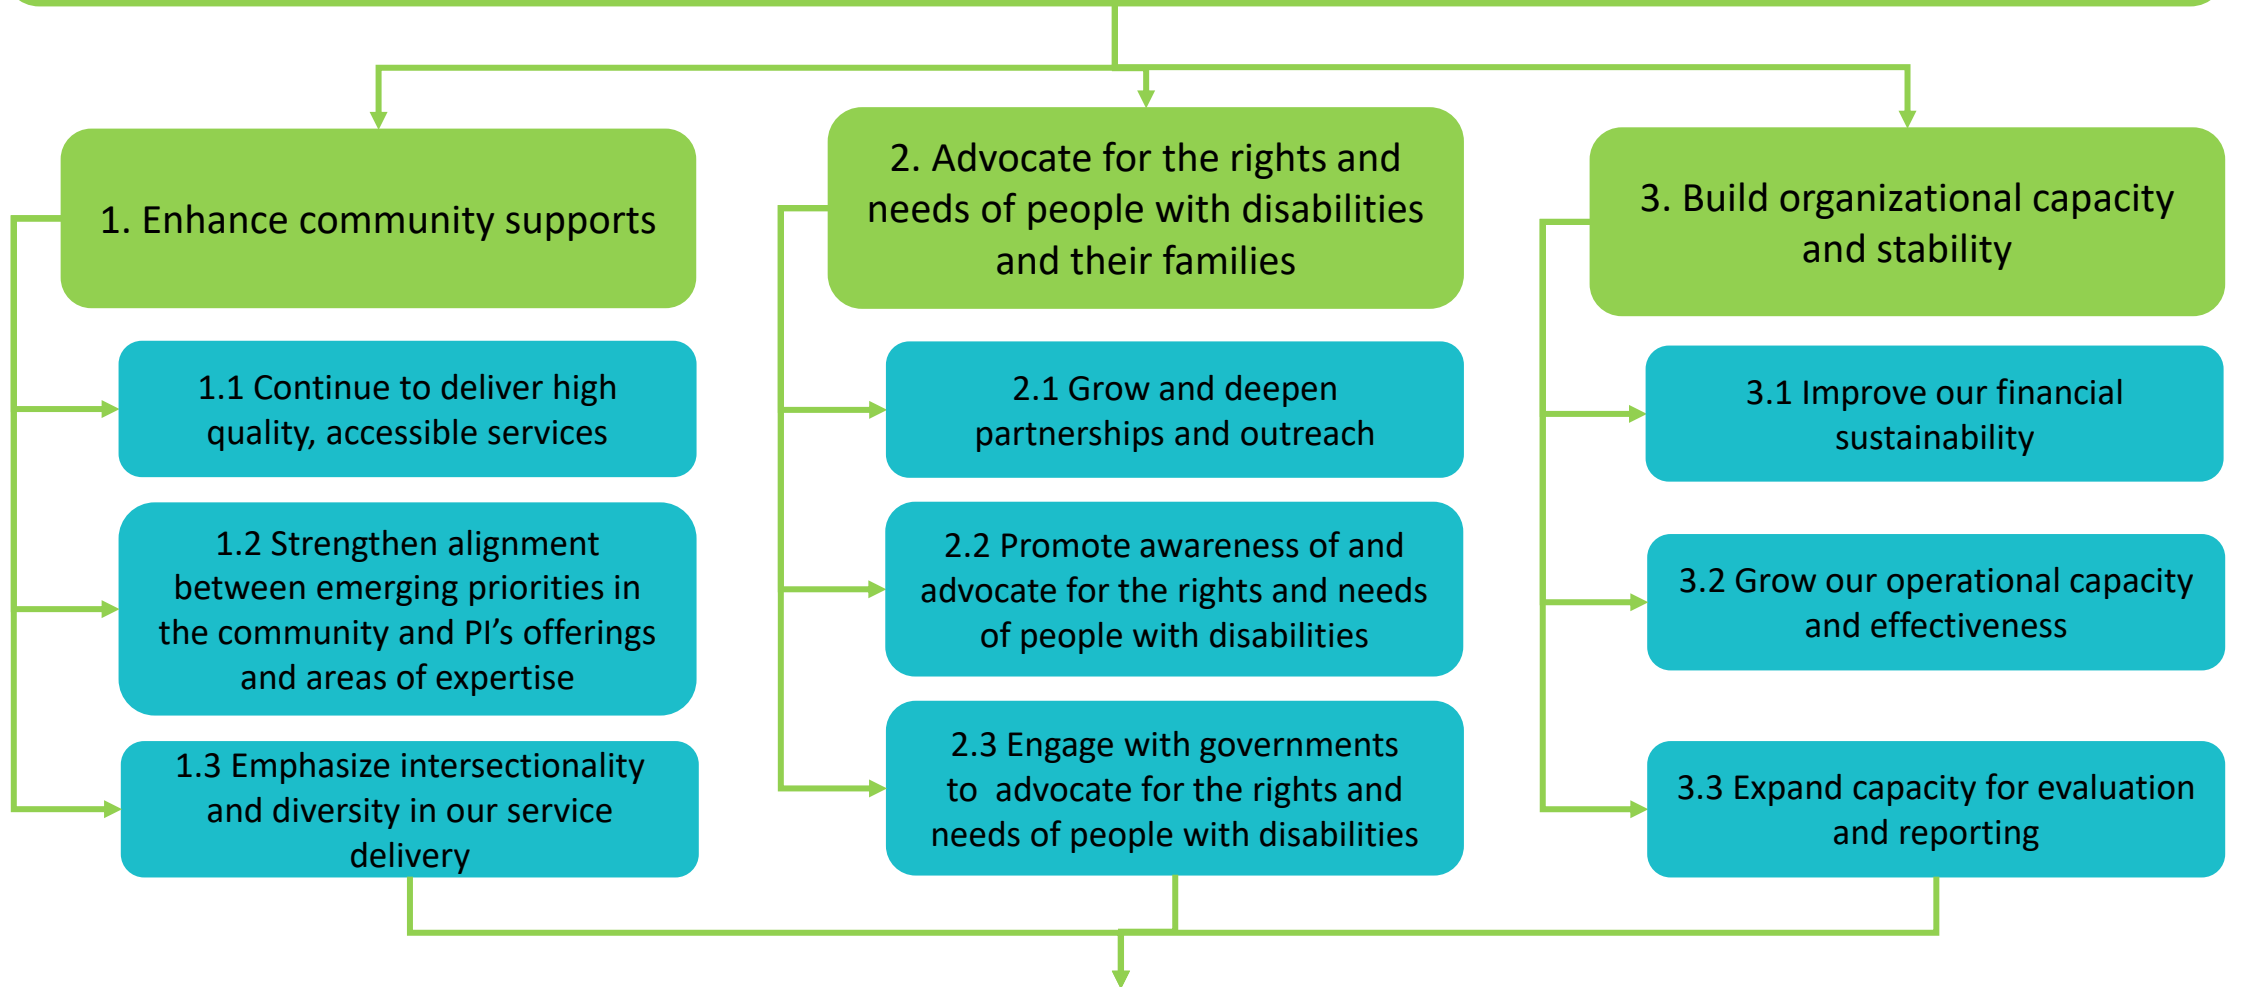 1. Enhance community supports
1.1 Continue to deliver high
quality, accessible services
1.2 Strengthen alignment
between emerging priorities in
the community and PI’s offerings
and areas of expertise
1.3 Emphasize intersectionality
and diversity in our service
delivery
2. Advocate for the rights and
needs of people with disabilities
and their families
2.1 Grow and deepen
partnerships and outreach
2.2 Promote awareness of and
advocate for the rights and needs
of people with disabilities
2.3 Engage with governments
to  advocate for the rights and
needs of people with disabilities
3. Build organizational capacity
and stability
3.1 Improve our financial
sustainability
3.2 Grow our operational capacity
and effectiveness
3.3 Expand capacity for evaluation
and reporting